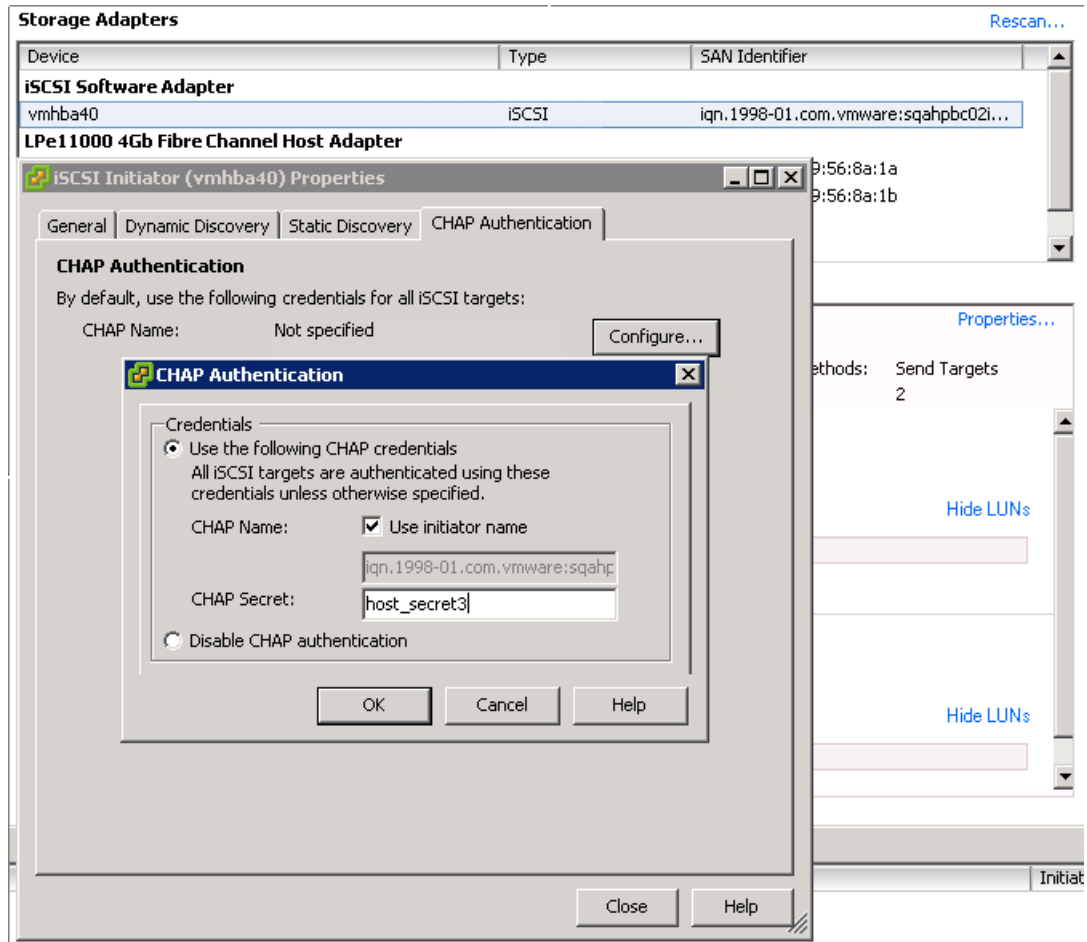 Storage Adapters
Rescan...
Device Type SAN Identifier
iSCSI Software Adapter
vmhba40 iSCSI iqn.1998-01.com.vmware:sqahpbc02i...
LPe11000 4Gb Fibre Channel Host Adapter
9:56:8a:1a
9:56:8a:1b
iSCSI Initiator (vmhba40) Properties
General Dynamic Discovery Static Discovery CHAP Authentication
CHAP Authentication
By default, use the following credentials for all iSCSI targets:
CHAP Name: Not specified
Configure...
Properties...
ethods: Send Targets
2
Hide LUNs
Hide LUNs
CHAP Authentication
Credentials
Use the following CHAP credentials
All iSCSI targets are authenticated using these
credentials unless otherwise specified.
CHAP Name: Use initiator name
iqn.1998-01.com.vmware:sqahp
CHAP Secret: host_secret3
Disable CHAP authentication
OK Cancel Help
Initiat
Close Help